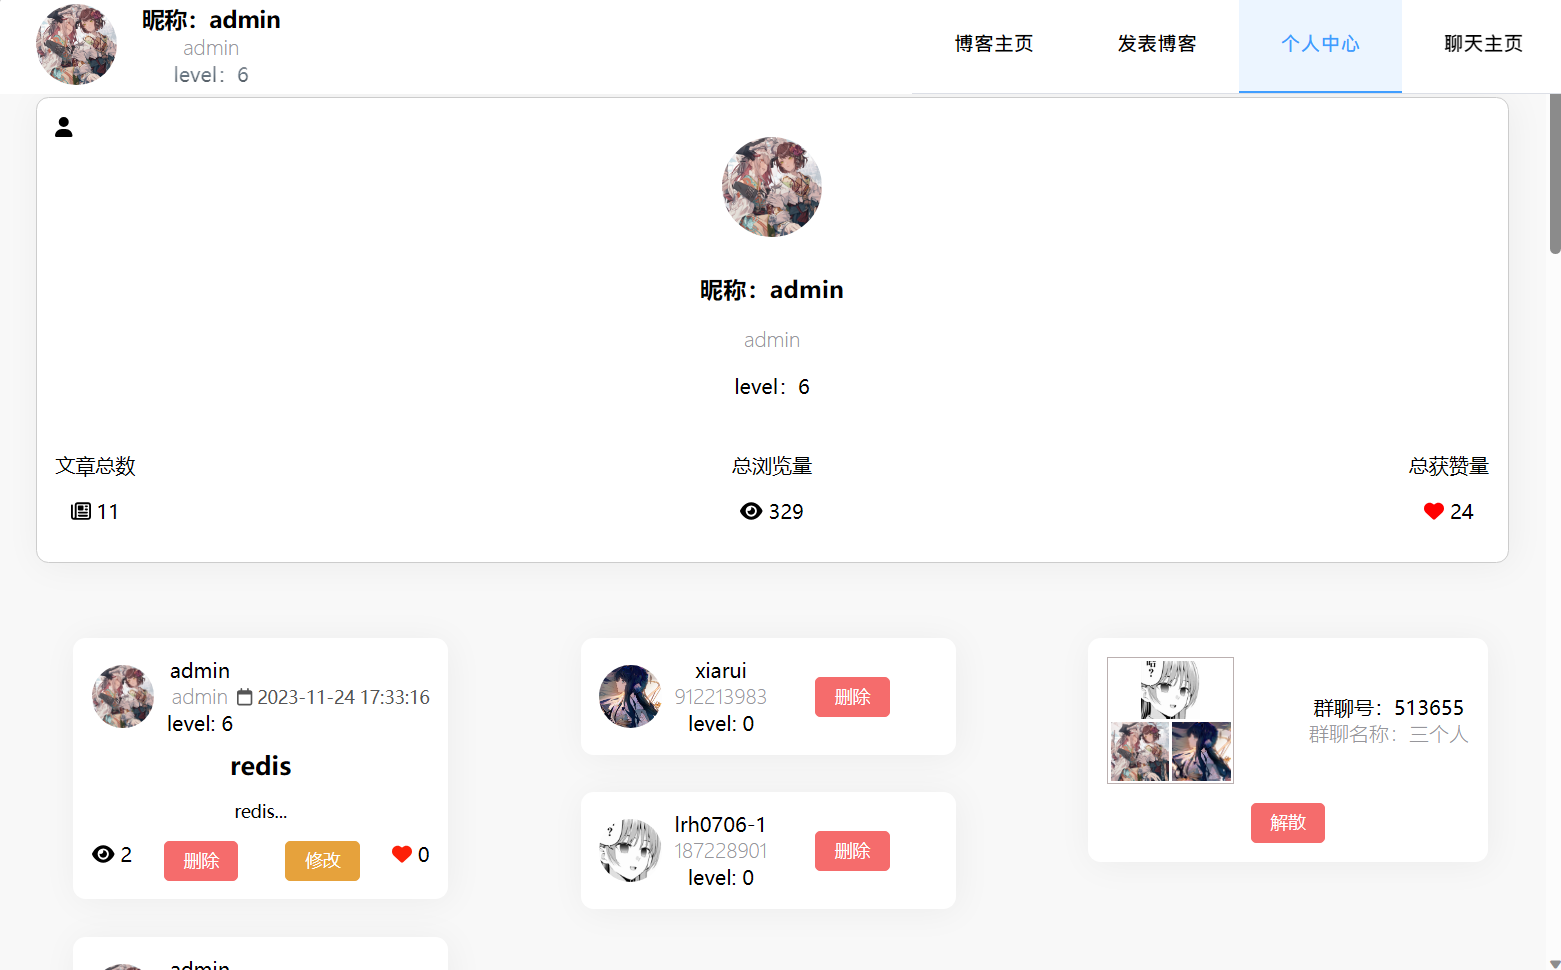 昵称：admin
admin
level：6
博客主页
发表博客
个人中心
聊天主页
昵称：admin
admin
level：6
文章总数
11
总浏览量
329
总获赞量
24
admin
admin 2023-11-24 17:33:16
level: 6
redis
redis...
2
删除
修改
0
admin
xiarui
912213983
level: 0
删除
lrh0706-1
187228901
level: 0
删除
群聊号：513655
群聊名称：三个人
解散